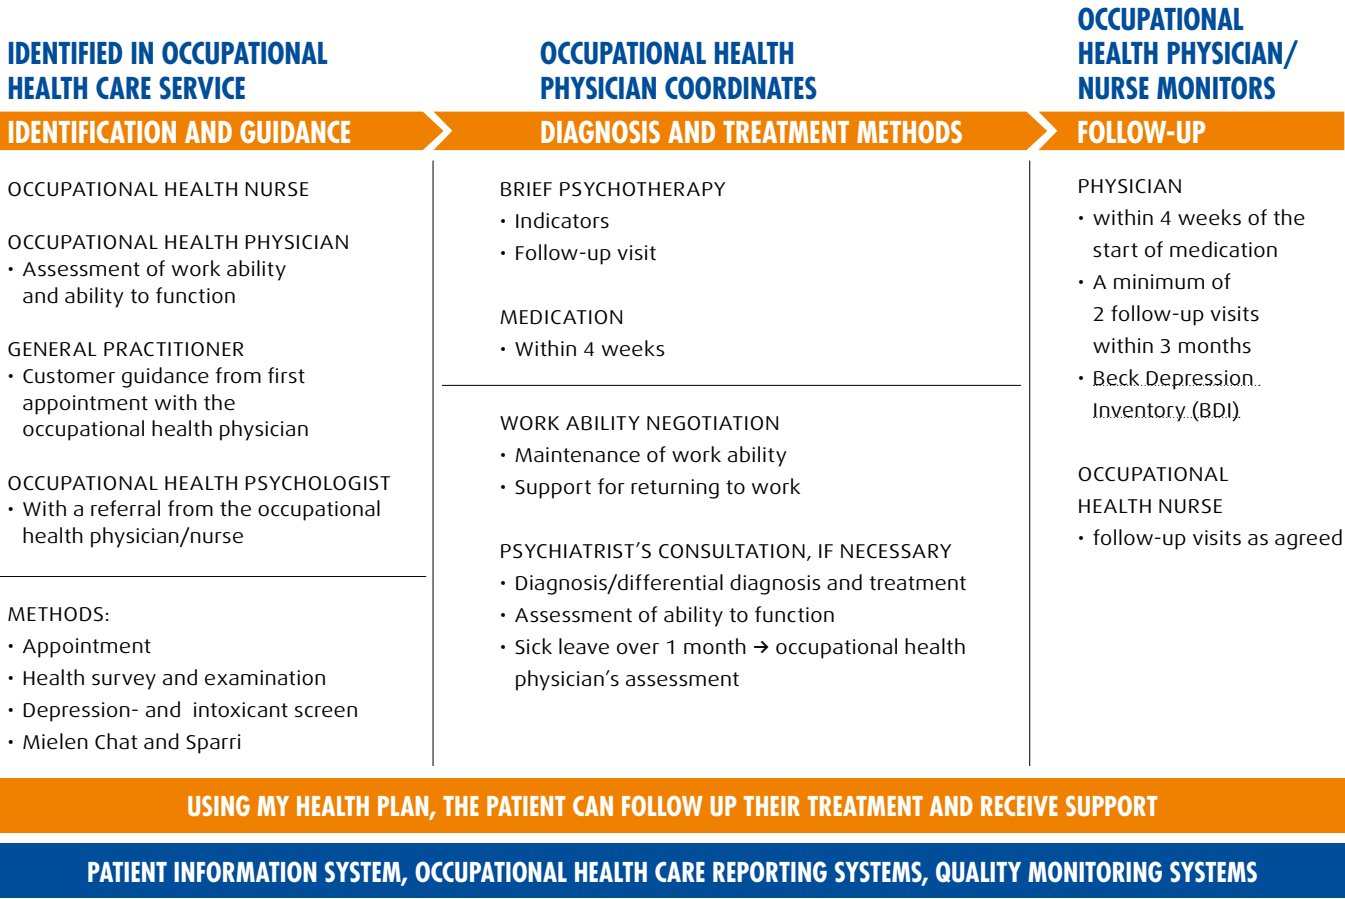 IDENTIFIED IN OCCUPATIONAL
HEALTH CARE SERVICE
IDENTIFICATION AND GUIDANCE
OCCUPATIONAL HEALTH NURSE
OCCUPATIONAL HEALTH PHYSICIAN
• Assessment of work ability
and ability to function
GENERAL PRACTITIONER
• Customer guidance from first
appointment with the
occupational health physician
OCCUPATIONAL HEALTH PSYCHOLOGIST
• With a referral from the occupational
health physician/nurse
METHODS:
• Appointment
• Health survey and examination
• Depression- and intoxicant screen
• Mielen Chat and Sparri
OCCUPATIONAL HEALTH
PHYSICIAN COORDINATES
DIAGNOSIS AND TREATMENT METHODS
BRIEF PSYCHOTHERAPY
• Indicators
• Follow-up visit
MEDICATION
• Within 4 weeks
WORK ABILITY NEGOTIATION
• Maintenance of work ability
• Support for returning to work
PSYCHIATRIST'S CONSULTATION, IF NECESSARY
• Diagnosis/differential diagnosis and treatment
• Assessment of ability to function
• Sick leave over 1 month → occupational health
physician's assessment
OCCUPATIONAL
HEALTH PHYSICIAN/
NURSE MONITORS
FOLLOW-UP
PHYSICIAN
• within 4 weeks of the
start of medication
• A minimum of
2 follow-up visits
within 3 months
• Beck Depression
Inventory (BDI)
OCCUPATIONAL
HEALTH NURSE
• follow-up visits as agreed
USING MY HEALTH PLAN, THE PATIENT CAN FOLLOW UP THEIR TREATMENT AND RECEIVE SUPPORT
PATIENT INFORMATION SYSTEM, OCCUPATIONAL HEALTH CARE REPORTING SYSTEMS, QUALITY MONITORING SYSTEMS